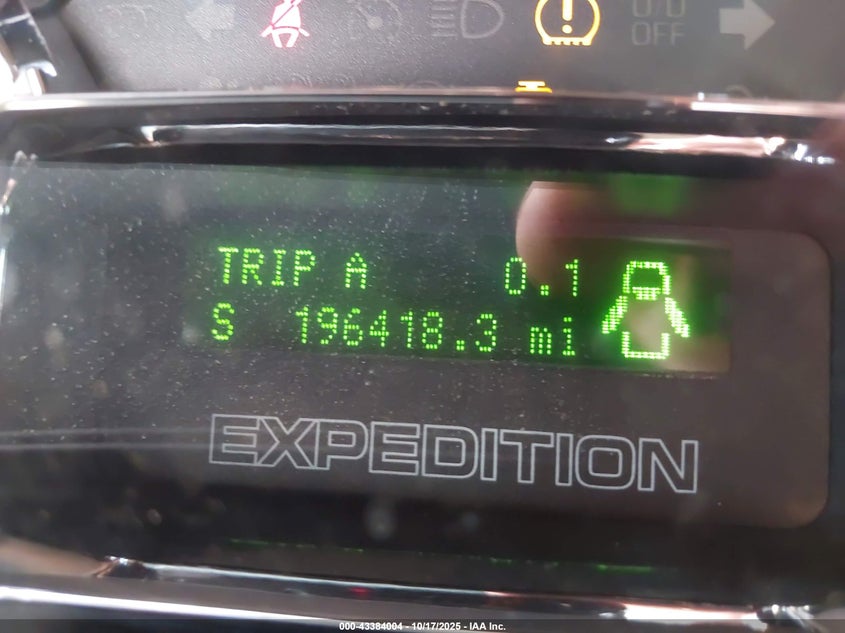 O/D
OFF
TRIP A 0.1
S 196418.3 mi
EXPEDITION
000-43384004 - 10/17/2025 - IAA Inc.